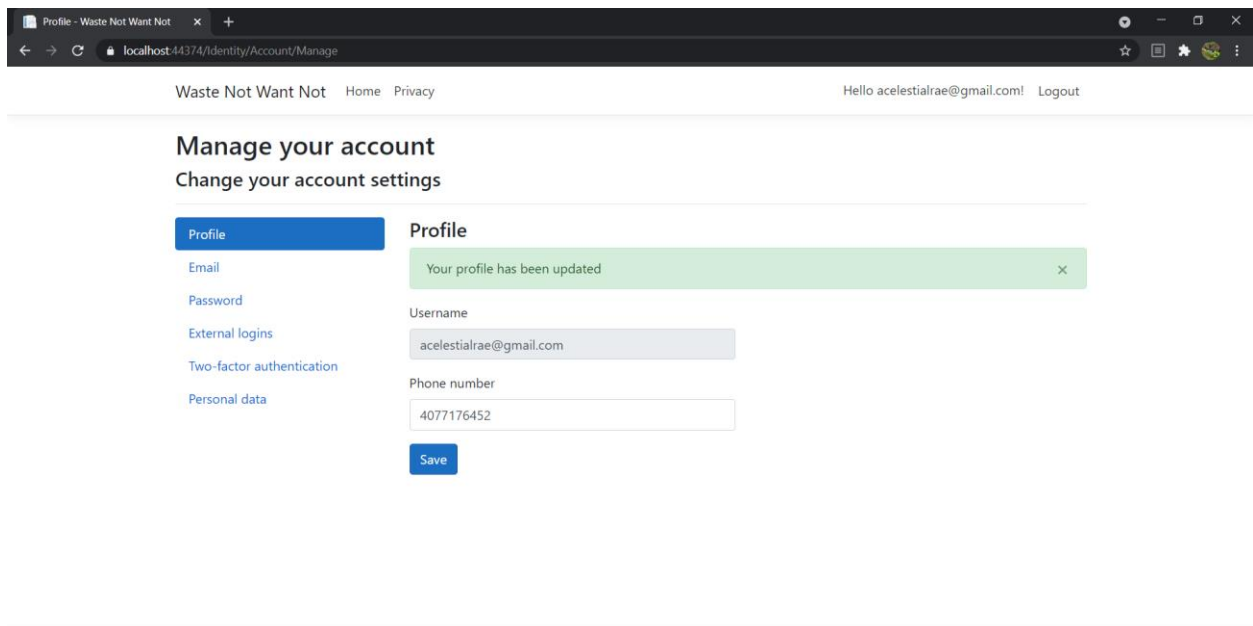 Profile - Waste Not Want Not
localhost:44374/Identity/Account/Manage
Waste Not Want Not Home Privacy Hello acelestialrae@gmail.com! Logout
Manage your account
Change your account settings
Profile
Email
Password
External logins
Two-factor authentication
Personal data
Profile
Your profile has been updated
Username
acelestialrae@gmail.com
Phone number
4077176452
Save